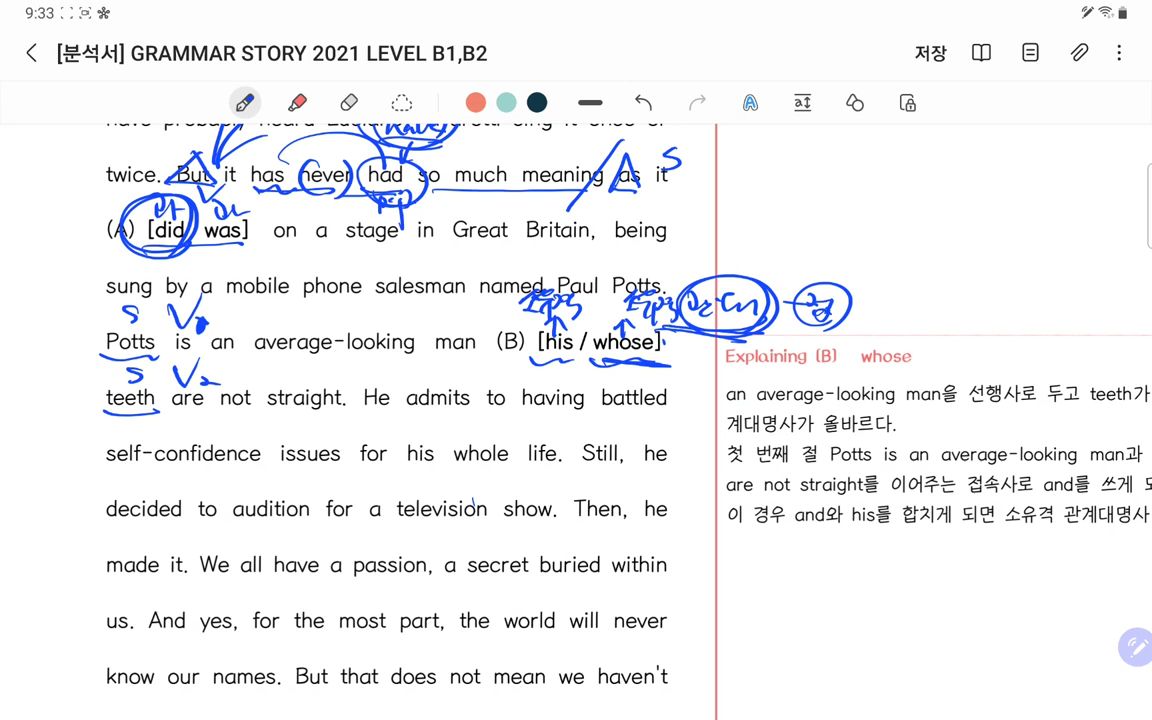 9:33
[분석서] GRAMMAR STORY 2021 LEVEL B1,B2
저장
have probably heard sing it once or
twice. But it has never had so much meaning as it
(A) [did was] on a stage in Great Britain, being
sung by a mobile phone salesman named Paul Potts.
S V
Potts is an average-looking man (B) [his / whose]
S V2
teeth are not straight. He admits to having battled
self-confidence issues for his whole life. Still, he
decided to audition for a television show. Then, he
made it. We all have a passion, a secret buried within
us. And yes, for the most part, the world will never
know our names. But that does not mean we haven't
Explaining (B) whose
an average-looking man을 선행사로 두고 teeth가
계대명사가 올바르다.
첫 번째 절 Potts is an average-looking man과
are not straight를 이어주는 접속사로 and를 쓰게 되
이 경우 and와 his를 합치게 되면 소유격 관계대명사